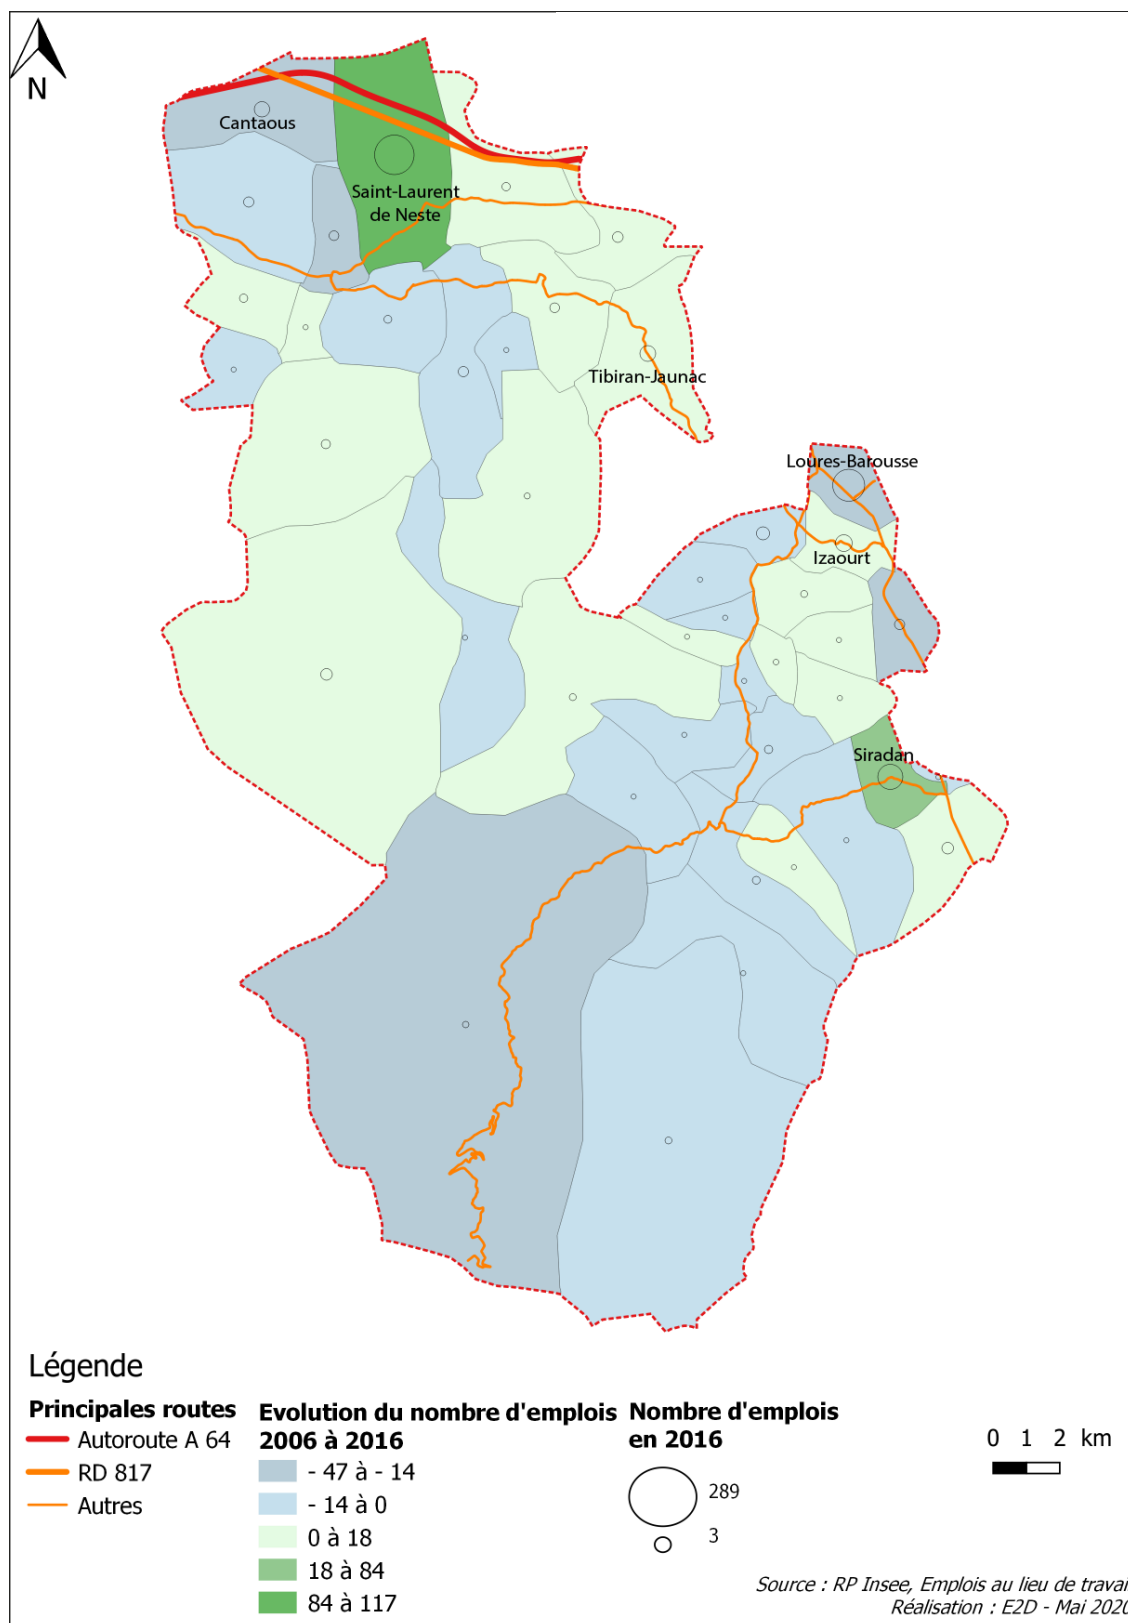 N
Cantaous
Saint-Laurent
de Neste
Tibiran-Jaunac
Loures-Barousse
Izaourt
Siradan
Légende
Principales routes
Autoroute A 64
RD 817
Autres
Evolution du nombre d'emplois
2006 à 2016
- 47 à - 14
- 14 à 0
0 à 18
18 à 84
84 à 117
Nombre d'emplois
en 2016
289
3
0 1 2 km
Source : RP Insee, Emplois au lieu de travail
Réalisation : E2D - Mai 2020